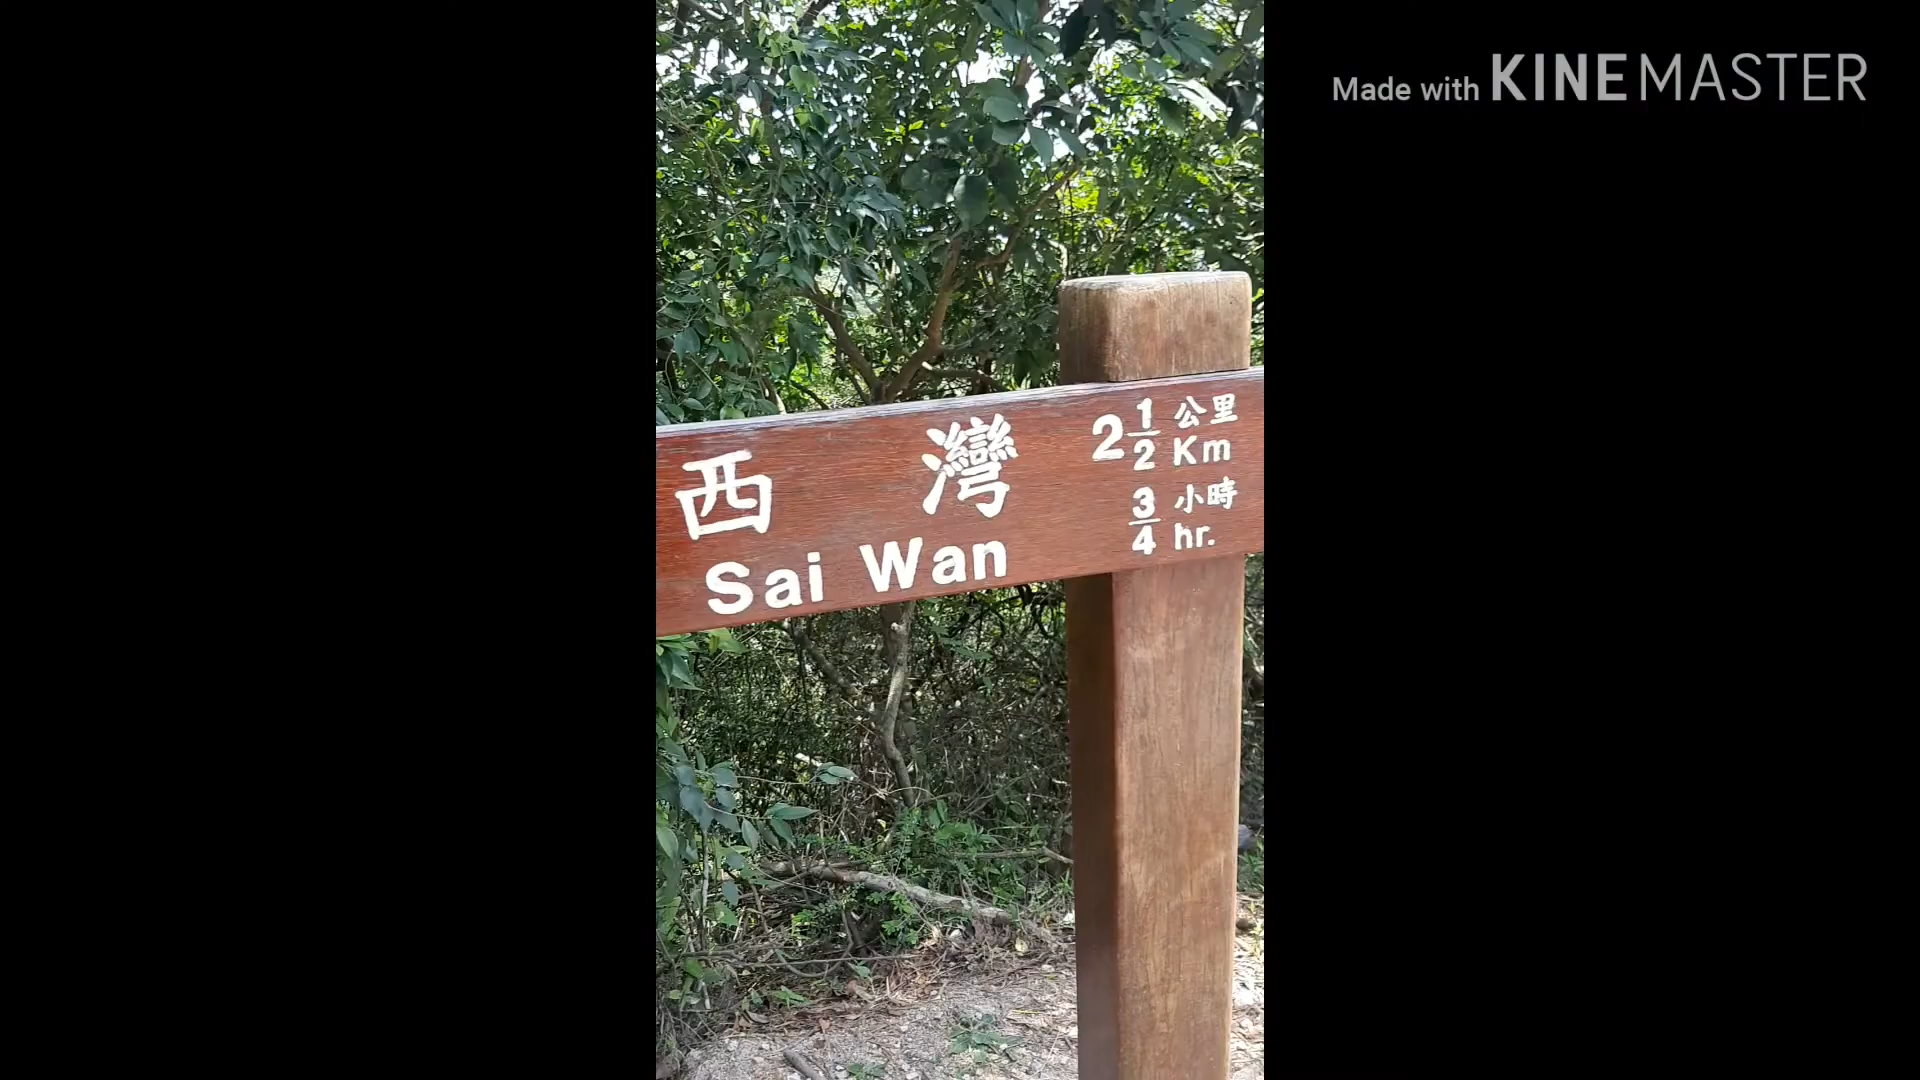 Made with KINEMASTER
西 灣
Sai Wan
2 1/2 公里
Km
3/4 小時
hr.